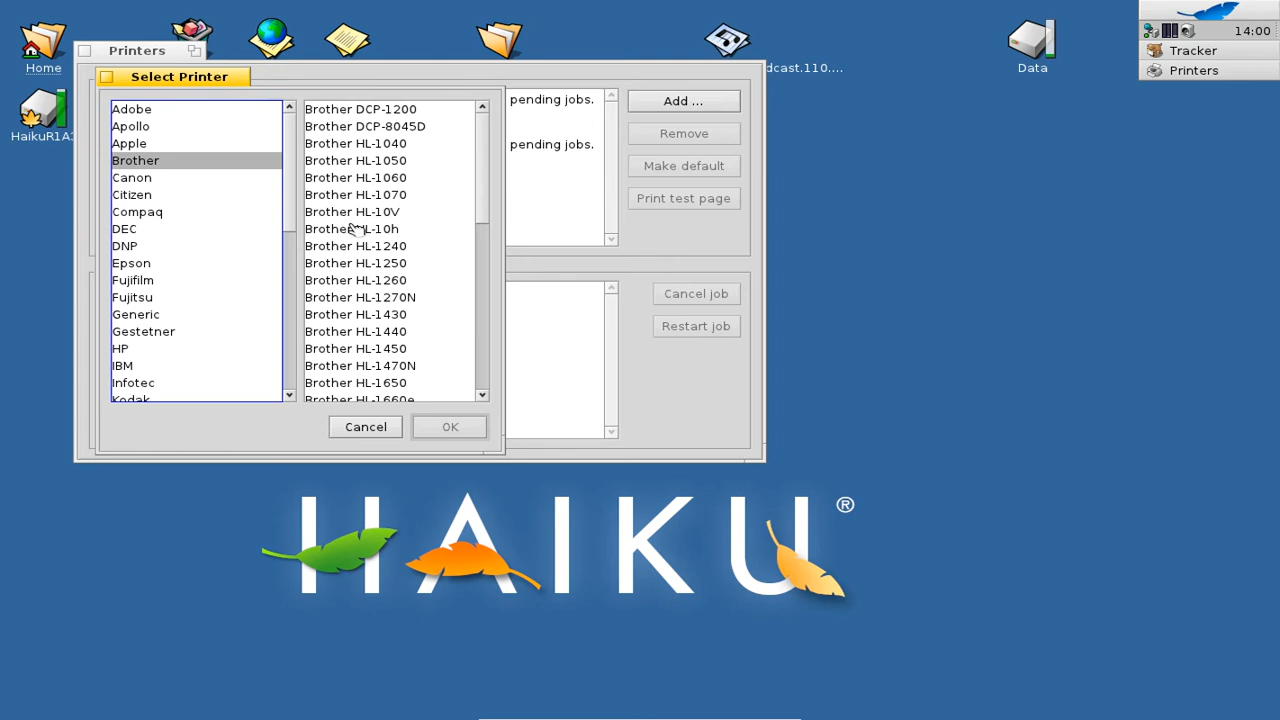 Home
HaikuR1A
dcast.110....
Data
14:00
Tracker
Printers
Printers
Select Printer
Adobe
Apollo
Apple
Brother
Canon
Citizen
Compaq
DEC
DNP
Epson
Fujifilm
Fujitsu
Generic
Gestetner
HP
IBM
Infotec
Kodak
Brother DCP-1200
Brother DCP-8045D
Brother HL-1040
Brother HL-1050
Brother HL-1060
Brother HL-1070
Brother HL-10V
Brother HL-10h
Brother HL-1240
Brother HL-1250
Brother HL-1260
Brother HL-1270N
Brother HL-1430
Brother HL-1440
Brother HL-1450
Brother HL-1470N
Brother HL-1650
Brother HL-1660e
Cancel
OK
pending jobs.
pending jobs.
Add ...
Remove
Make default
Print test page
Cancel job
Restart job
HAIKU®